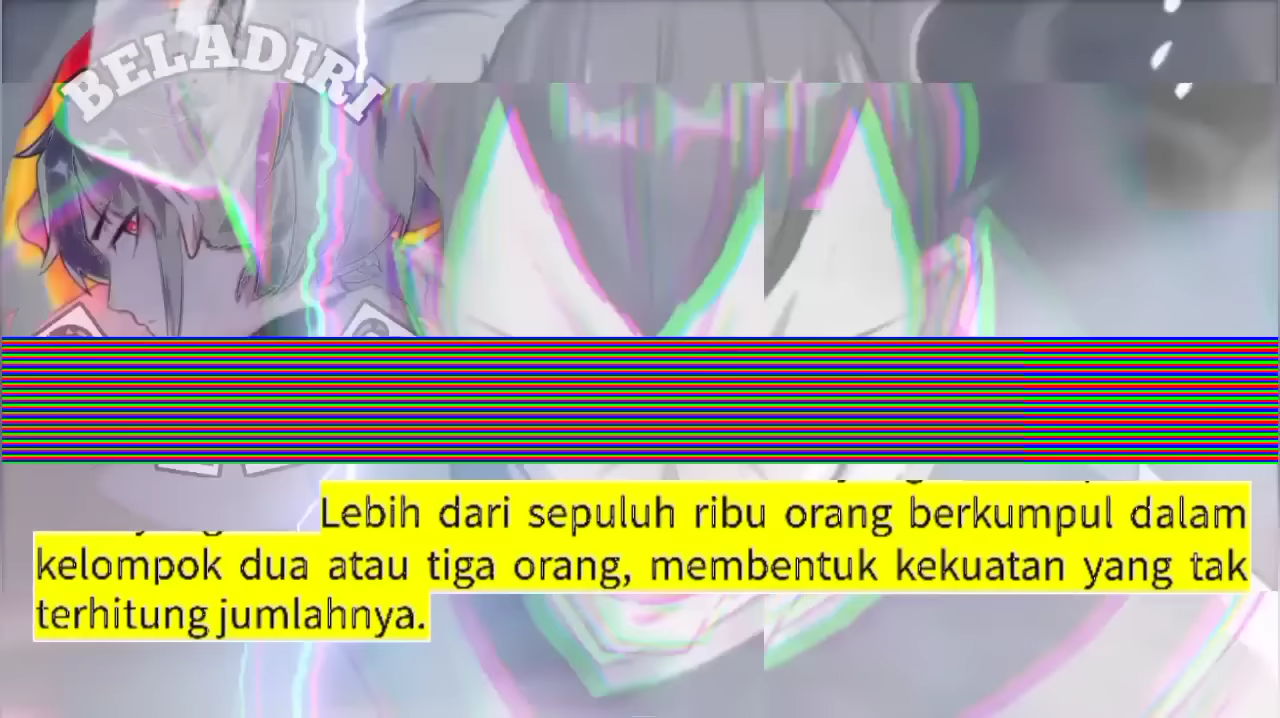 BELADIRI
Lebih dari sepuluh ribu orang berkumpul dalam
kelompok dua atau tiga orang, membentuk kekuatan yang tak
terhitung jumlahnya.